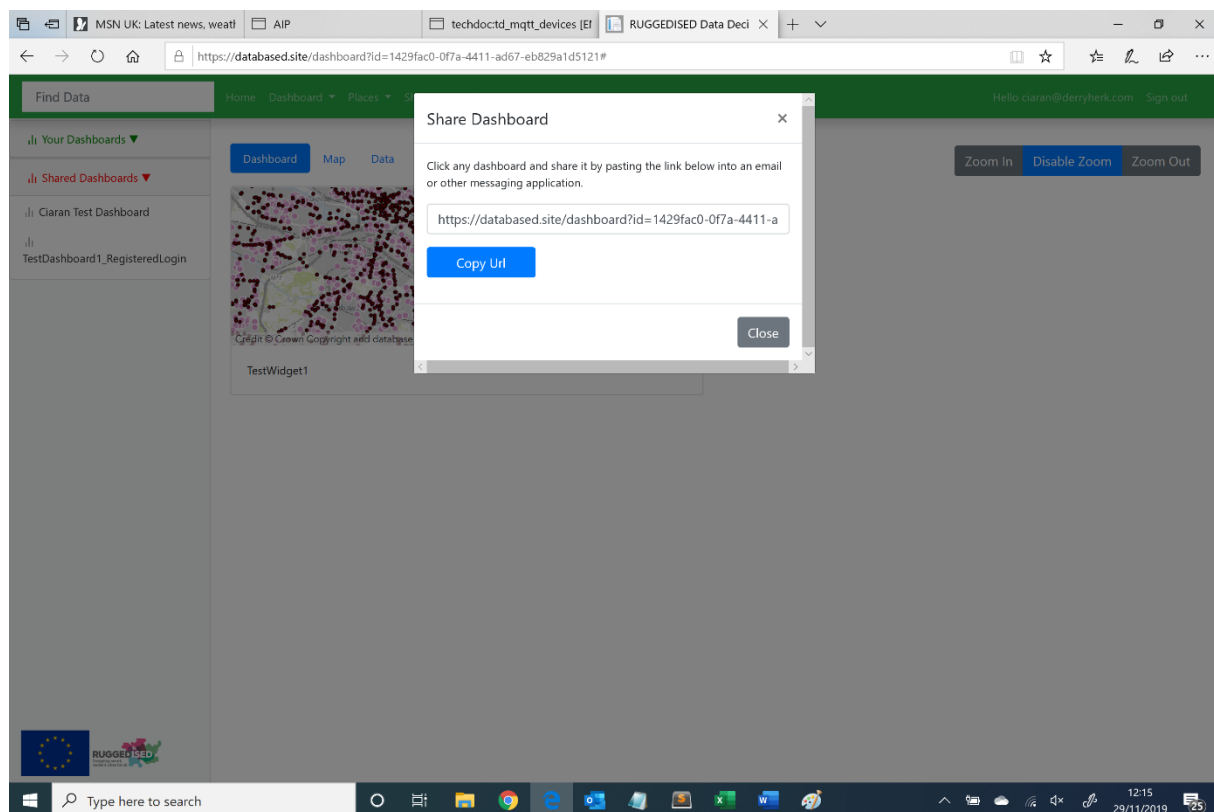 MSN UK: Latest news, weath
AIP
techdoc:td_mqtt_devices [Ef
RUGGEDISED Data Deci
https://databased.site/dashboard?id=1429fac0-0f7a-4411-ad67-eb829a1d5121#
Find Data
Home Dashboard Places
Hello ciaran@derryherk.com Sign out
Share Dashboard
Click any dashboard and share it by pasting the link below into an email
or other messaging application.
https://databased.site/dashboard?id=1429fac0-0f7a-4411-a
Copy Url
Close
Your Dashboards
Shared Dashboards
Ciaran Test Dashboard
TestDashboard1_RegisteredLogin
Dashboard Map Data
Zoom In Disable Zoom Zoom Out
Credit © Crown Copyright and database
TestWidget1
RUGGEDISED
Type here to search
12:15
29/11/2019
25